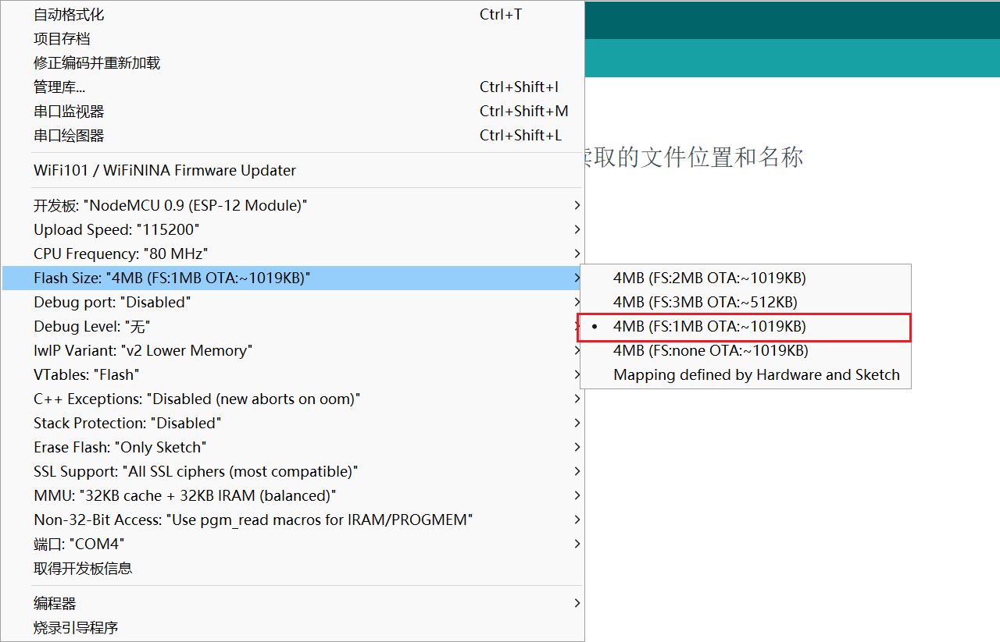 自动格式化 Ctrl+T
项目存档
修正编码并重新加载
管理库... Ctrl+Shift+I
串口监视器 Ctrl+Shift+M
串口绘图器 Ctrl+Shift+L
读取的文件位置和名称
WiFi101 / WiFiNINA Firmware Updater
开发板: "NodeMCU 0.9 (ESP-12 Module)"
Upload Speed: "115200"
CPU Frequency: "80 MHz"
Flash Size: "4MB (FS:1MB OTA:~1019KB)"
Debug port: "Disabled"
Debug Level: "无"
IwIP Variant: "v2 Lower Memory"
VTables: "Flash"
C++ Exceptions: "Disabled (new aborts on oom)"
Stack Protection: "Disabled"
Erase Flash: "Only Sketch"
SSL Support: "All SSL ciphers (most compatible)"
MMU: "32KB cache + 32KB IRAM (balanced)"
Non-32-Bit Access: "Use pgm_read macros for IRAM/PROGMEM"
端口: "COM4"
取得开发板信息
编程器
烧录引导程序
4MB (FS:2MB OTA:~1019KB)
4MB (FS:3MB OTA:~512KB)
4MB (FS:1MB OTA:~1019KB)
4MB (FS:none OTA:~1019KB)
Mapping defined by Hardware and Sketch